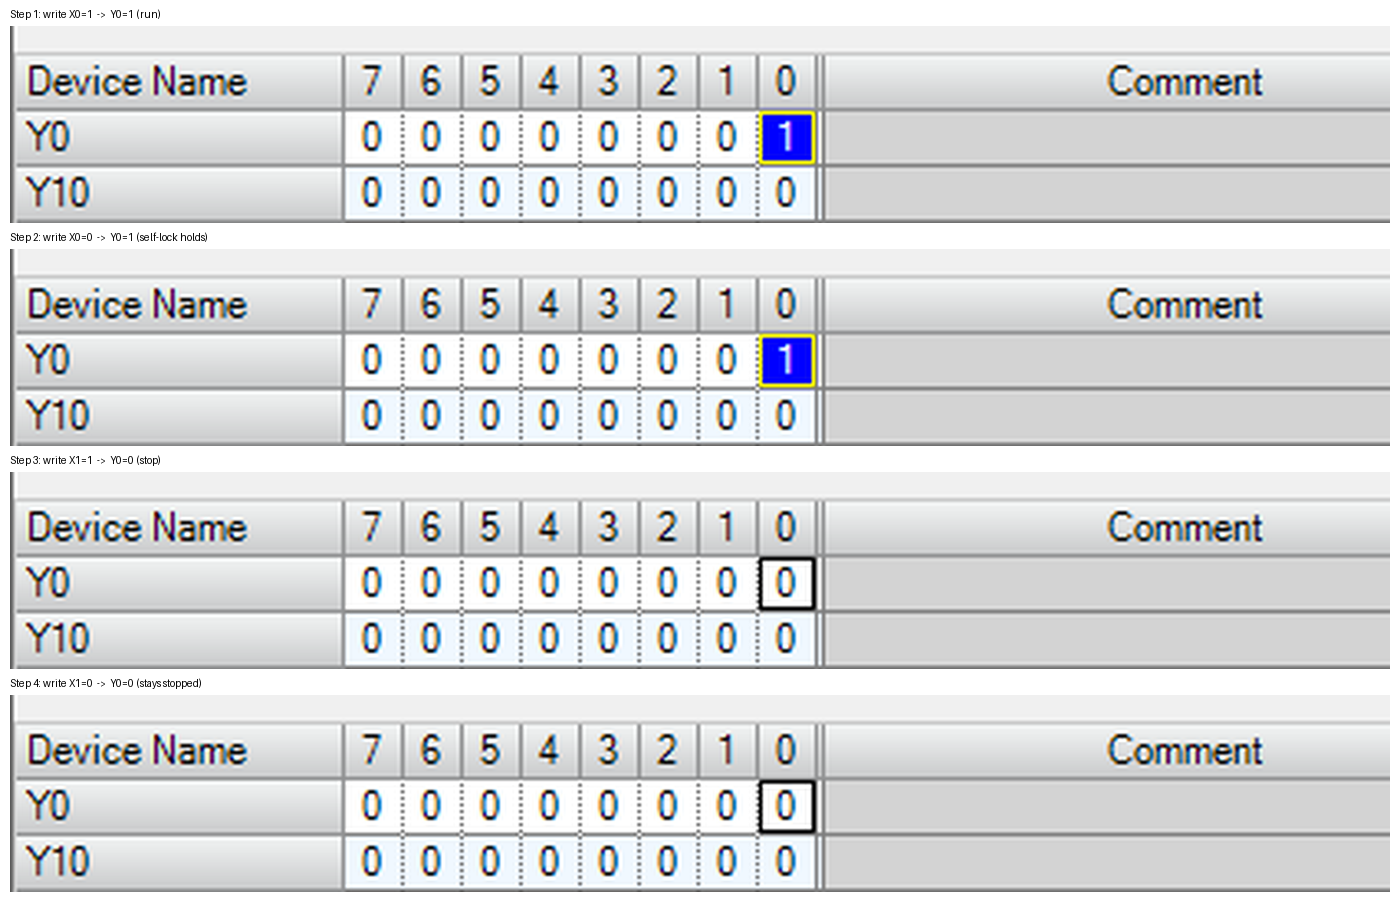 Step 1: write X0=1 -> Y0=1 (run)
Device Name 7 6 5 4 3 2 1 0 Comment
Y0 0 0 0 0 0 0 0 1
Y10 0 0 0 0 0 0 0 0
Step 2: write X0=0 -> Y0=1 (self-lock holds)
Device Name 7 6 5 4 3 2 1 0 Comment
Y0 0 0 0 0 0 0 0 1
Y10 0 0 0 0 0 0 0 0
Step 3: write X1=1 -> Y0=0 (stop)
Device Name 7 6 5 4 3 2 1 0 Comment
Y0 0 0 0 0 0 0 0 0
Y10 0 0 0 0 0 0 0 0
Step 4: write X1=0 -> Y0=0 (stays stopped)
Device Name 7 6 5 4 3 2 1 0 Comment
Y0 0 0 0 0 0 0 0 0
Y10 0 0 0 0 0 0 0 0